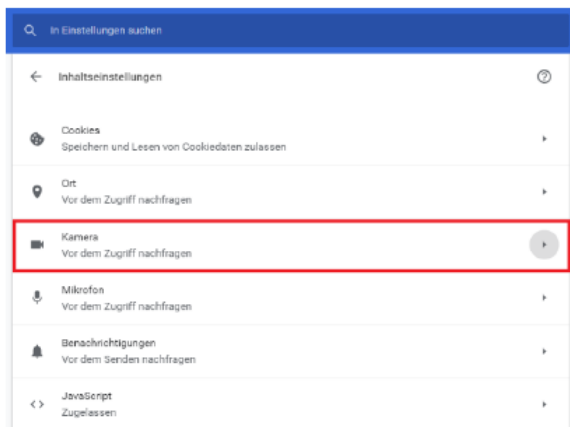 In Einstellungen suchen
Inhaltseinstellungen
Cookies
Speichern und Lesen von Cookiedaten zulassen
Ort
Vor dem Zugriff nachfragen
Kamera
Vor dem Zugriff nachfragen
Mikrofon
Vor dem Zugriff nachfragen
Benachrichtigungen
Vor dem Senden nachfragen
JavaScript
Zugelassen